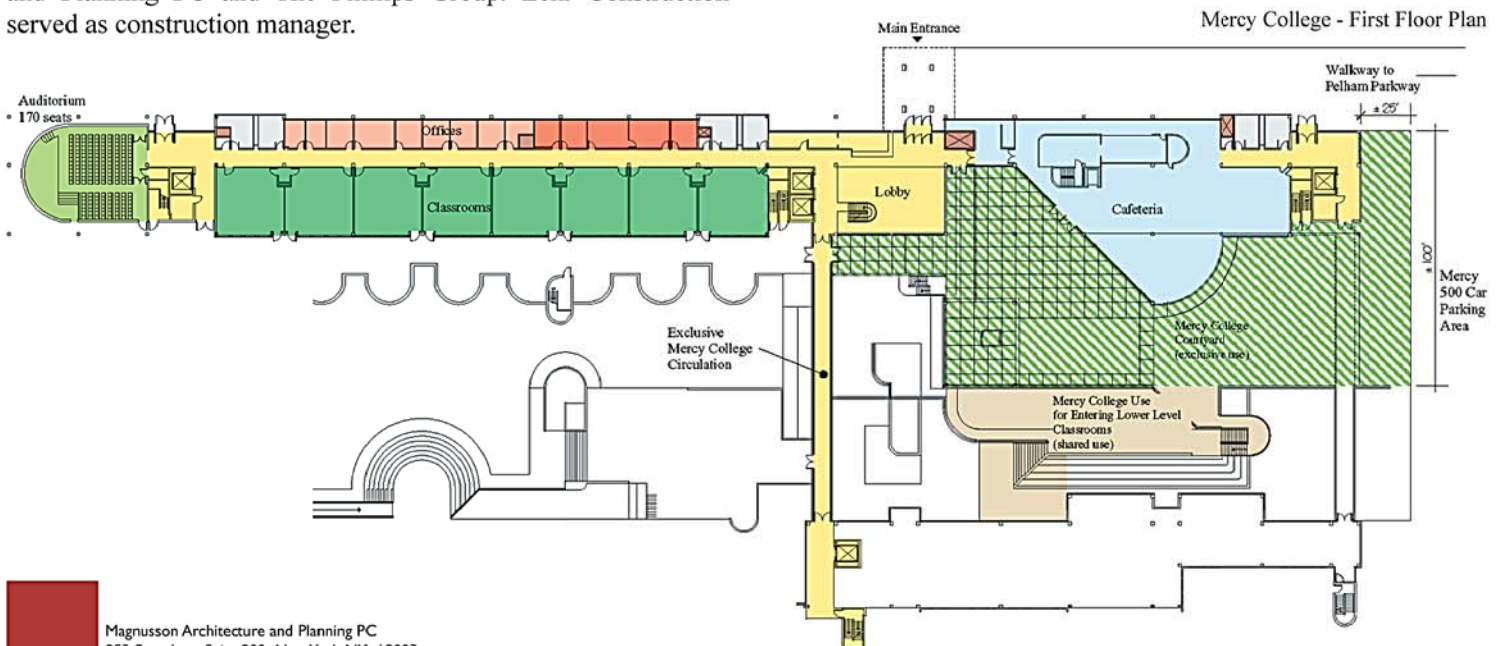 served as construction manager.
Mercy College - First Floor Plan
Main Entrance
Walkway to
Pelham Parkway
± 25'
Auditorium
170 seats
Offices
Classrooms
Lobby
Cafeteria
± 100'
Mercy
500 Car
Parking
Area
Exclusive
Mercy College
Circulation
Mercy College
Courtyard
(exclusive use)
Mercy College Use
for Entering Lower Level
Classrooms
(shared use)
Magnusson Architecture and Planning PC